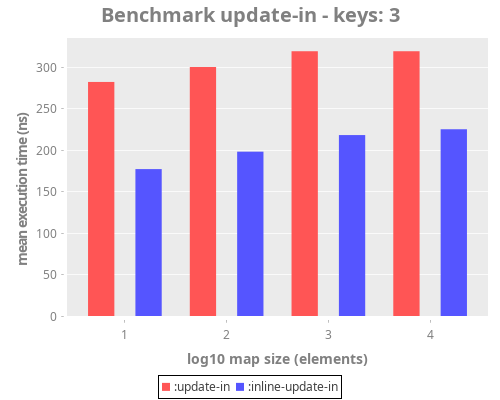 Benchmark update-in - keys: 3
mean execution time (ns)
300
250
200
150
100
50
0
1 2 3 4
log10 map size (elements)
:update-in :inline-update-in